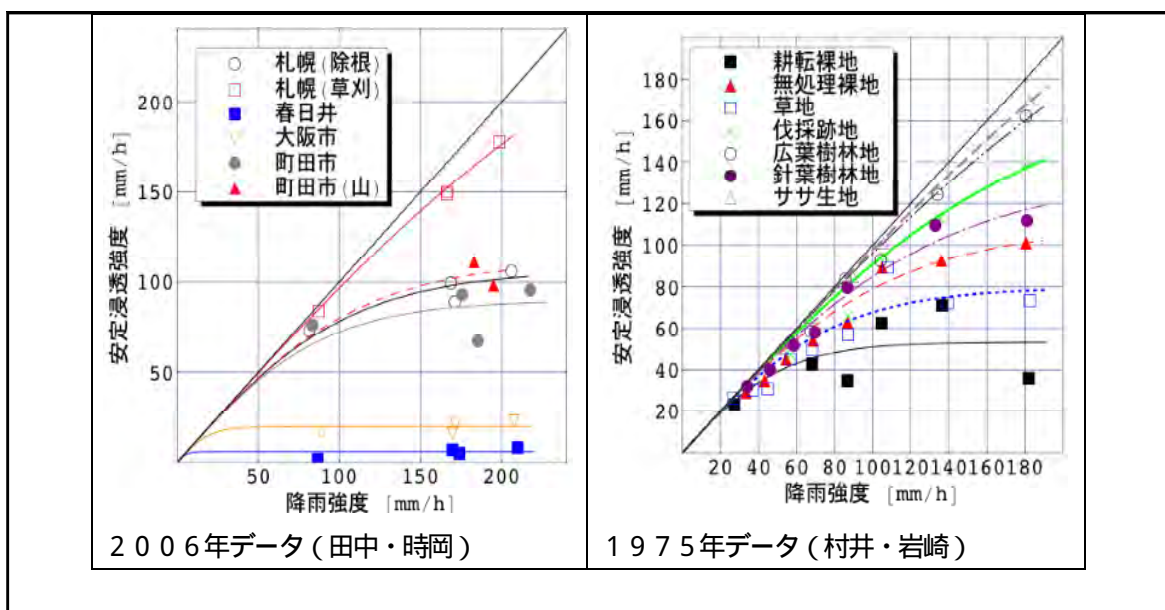 札幌(除根)
札幌(草刈)
春日井
大阪市
町田市
町田市(山)
安定浸透強度 [mm/h]
200
150
100
50
50 100 150 200
降雨強度 [mm/h]
2006年データ(田中・時岡)
耕転裸地
無処理裸地
草地
伐採跡地
広葉樹林地
針葉樹林地
ササ生地
安定浸透強度 [mm/h]
180
160
140
120
100
80
60
40
20
20 40 60 80 100 120 140 160 180
降雨強度 [mm/h]
1975年データ(村井・岩崎)